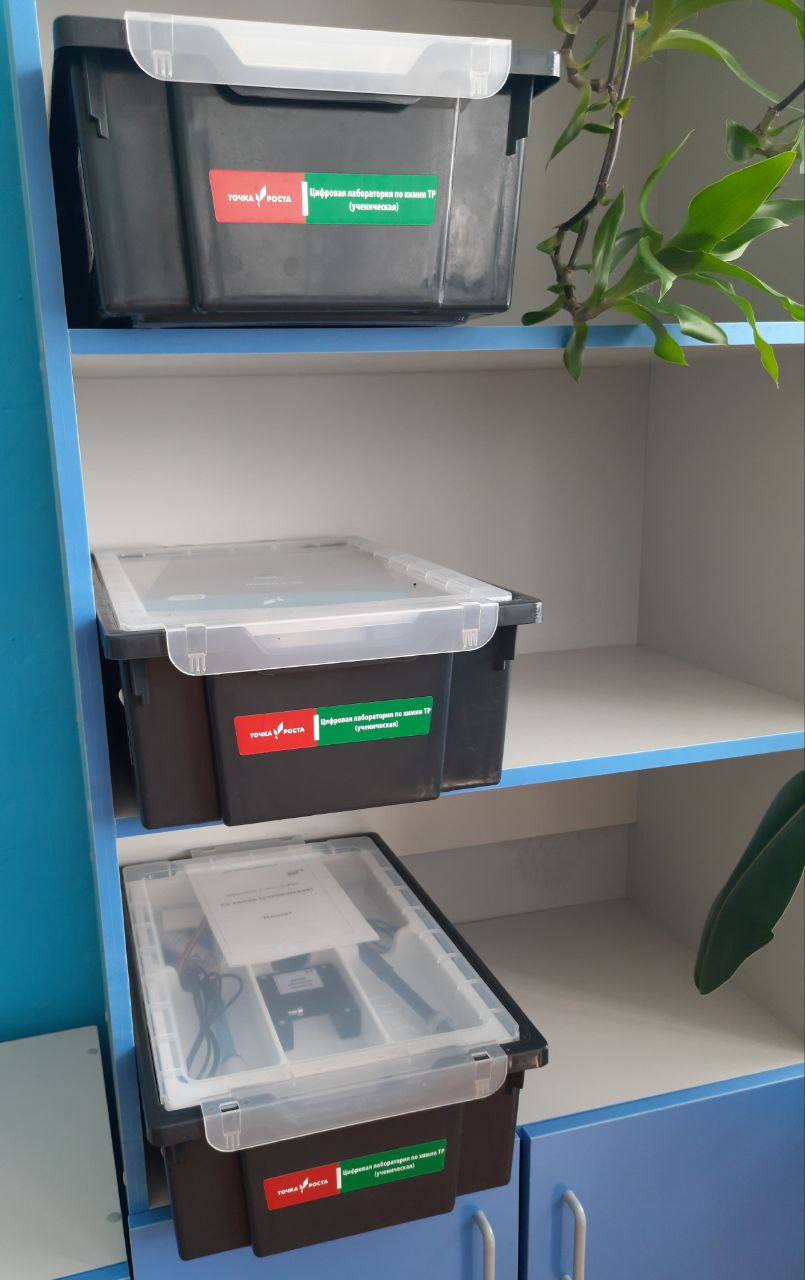 ТОЧКА РОСТА
Цифровая лаборатория по химии ТР
(ученическая)
ТОЧКА РОСТА
Цифровая лаборатория по химии ТР
(ученическая)
ТОЧКА РОСТА
Цифровая лаборатория по химии ТР
(ученическая)